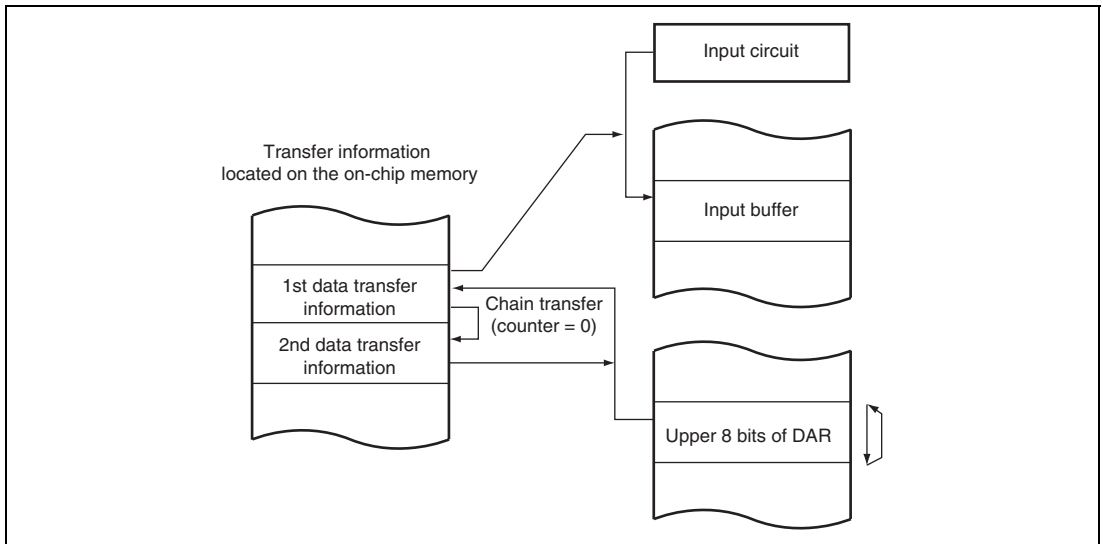 Input circuit
Transfer information
located on the on-chip memory
Input buffer
1st data transfer
information
Chain transfer
(counter = 0)
2nd data transfer
information
Upper 8 bits of DAR